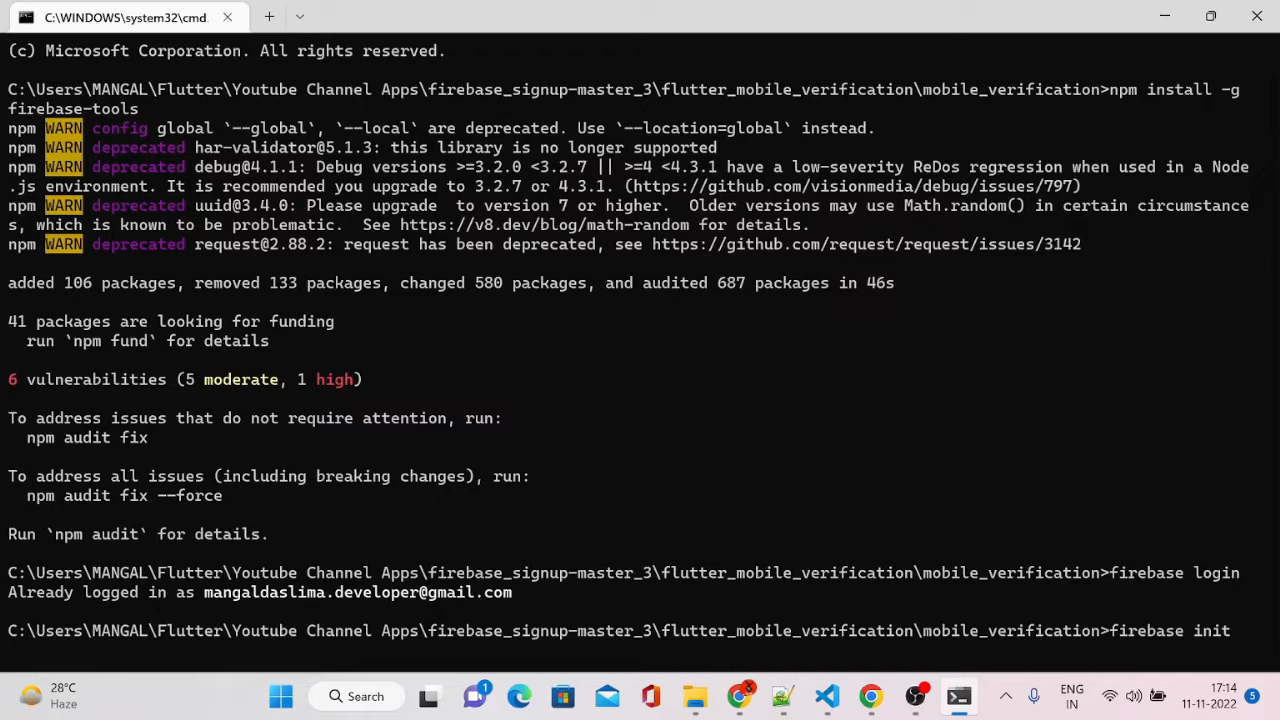 C:\WINDOWS\system32\cmd.
(c) Microsoft Corporation. All rights reserved.
C:\Users\MANGAL\Flutter\Youtube Channel Apps\firebase_signup-master_3\flutter_mobile_verification\mobile_verification>npm install -g
firebase-tools
npm WARN config global `--global`, `--local` are deprecated. Use `--location=global` instead.
npm WARN deprecated har-validator@5.1.3: this library is no longer supported
npm WARN deprecated debug@4.1.1: Debug versions >=3.2.0 <3.2.7 || >=4 <4.3.1 have a low-severity ReDos regression when used in a Node
.js environment. It is recommended you upgrade to 3.2.7 or 4.3.1. (https://github.com/visionmedia/debug/issues/797)
npm WARN deprecated uuid@3.4.0: Please upgrade  to version 7 or higher.  Older versions may use Math.random() in certain circumstance
s, which is known to be problematic.  See https://v8.dev/blog/math-random for details.
npm WARN deprecated request@2.88.2: request has been deprecated, see https://github.com/request/request/issues/3142
added 106 packages, removed 133 packages, changed 580 packages, and audited 687 packages in 46s
41 packages are looking for funding
run `npm fund` for details
6 vulnerabilities (5 moderate, 1 high)
To address issues that do not require attention, run:
npm audit fix
To address all issues (including breaking changes), run:
npm audit fix --force
Run `npm audit` for details.
C:\Users\MANGAL\Flutter\Youtube Channel Apps\firebase_signup-master_3\flutter_mobile_verification\mobile_verification>firebase login
Already logged in as mangaldaslima.developer@gmail.com
C:\Users\MANGAL\Flutter\Youtube Channel Apps\firebase_signup-master_3\flutter_mobile_verification\mobile_verification>firebase init
28°C
Haze
Search
1
ENG
IN
17:14
11-11-2022
5